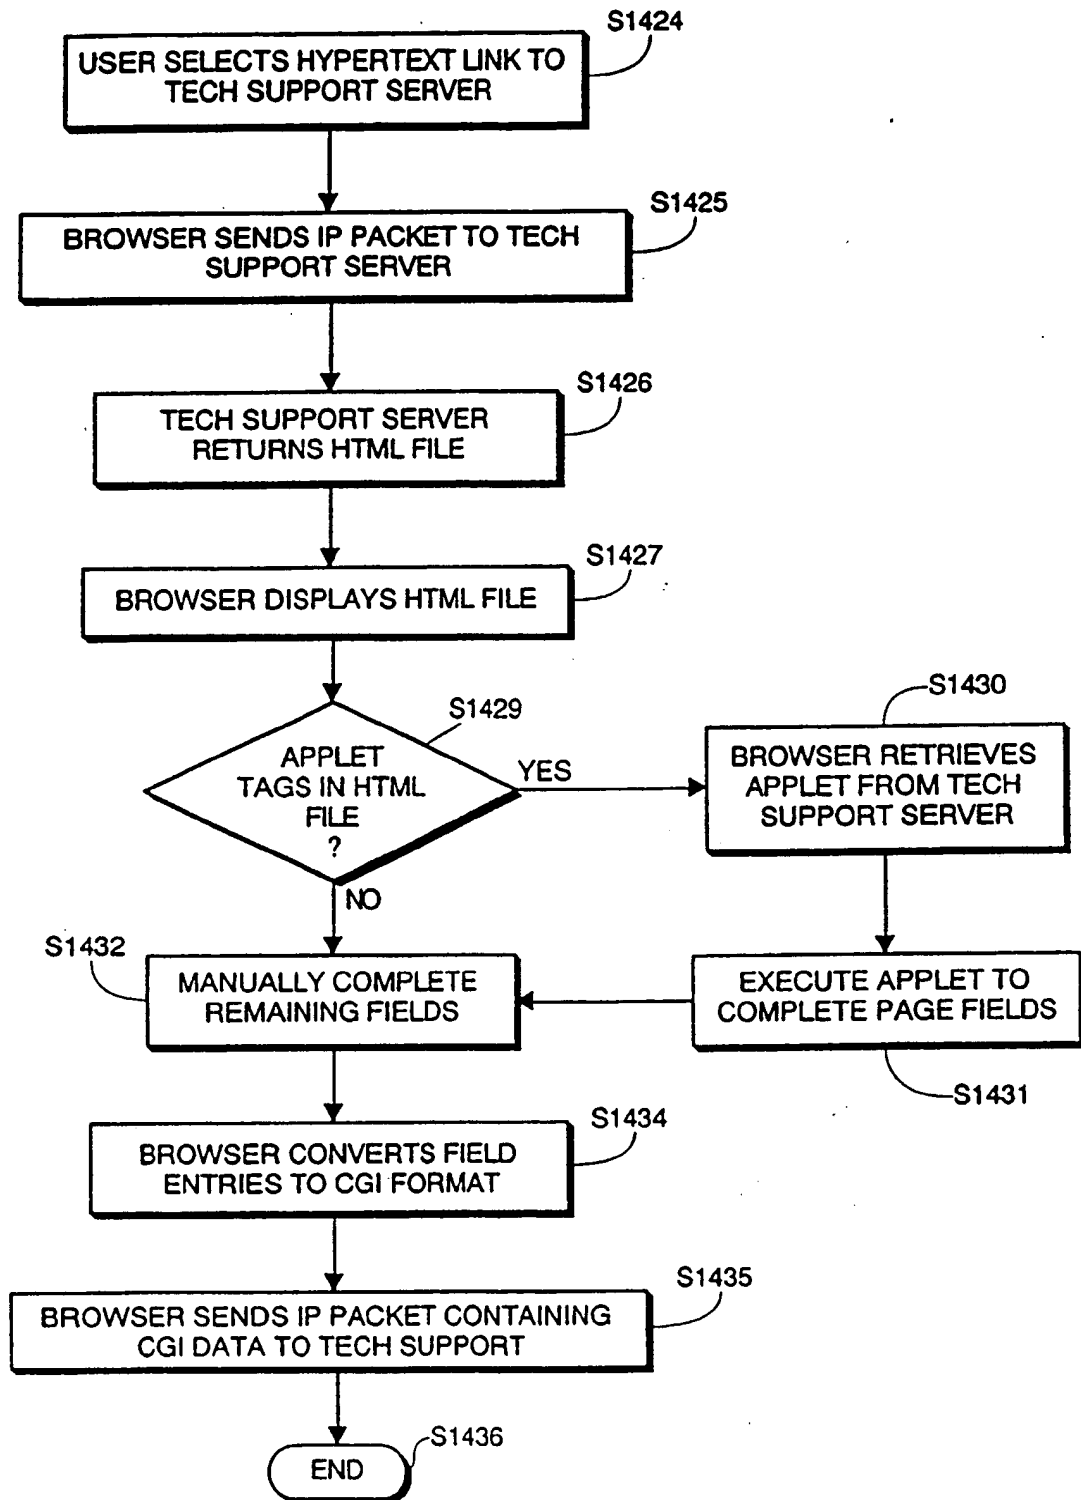 S1424
USER SELECTS HYPERTEXT LINK TO
TECH SUPPORT SERVER
S1425
BROWSER SENDS IP PACKET TO TECH
SUPPORT SERVER
S1426
TECH SUPPORT SERVER
RETURNS HTML FILE
S1427
BROWSER DISPLAYS HTML FILE
S1429
APPLET
TAGS IN HTML
FILE
?
YES
NO
S1430
BROWSER RETRIEVES
APPLET FROM TECH
SUPPORT SERVER
EXECUTE APPLET TO
COMPLETE PAGE FIELDS
S1431
S1432
MANUALLY COMPLETE
REMAINING FIELDS
S1434
BROWSER CONVERTS FIELD
ENTRIES TO CGI FORMAT
S1435
BROWSER SENDS IP PACKET CONTAINING
CGI DATA TO TECH SUPPORT
S1436
END